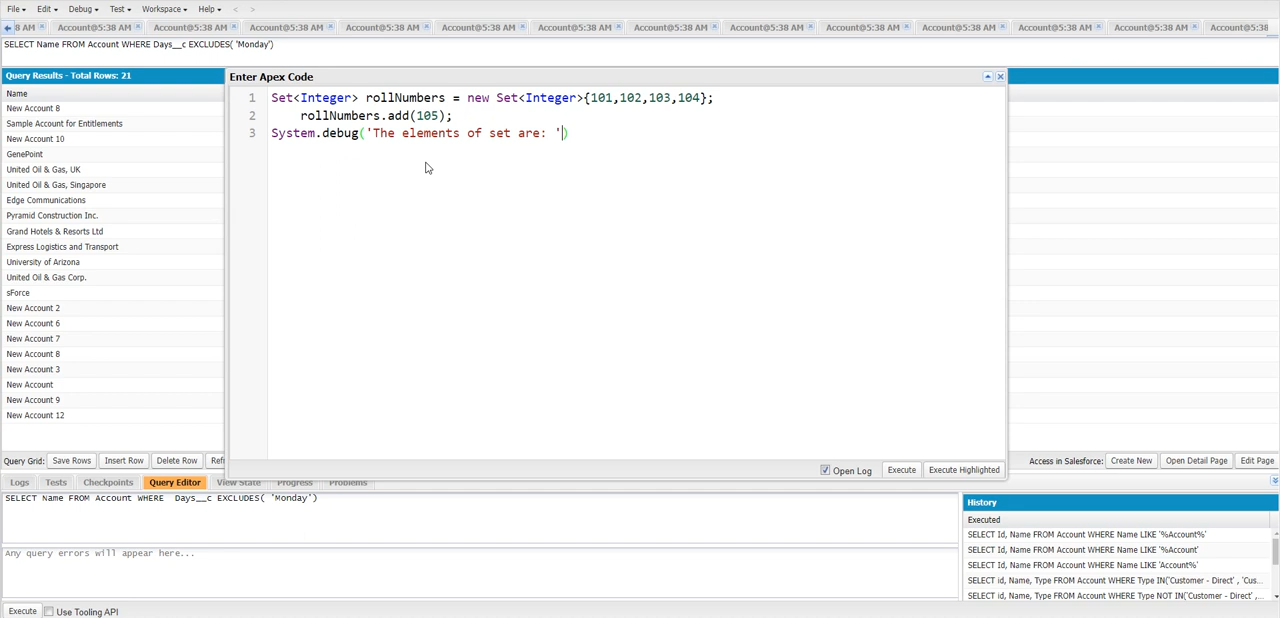 File Edit Debug Test Workspace Help < >
8 AM Account@5:38 AM Account@5:38 AM Account@5:38 AM Account@5:38 AM Account@5:38 AM Account@5:38 AM Account@5:38 AM Account@5:38 AM Account@5:38 AM Account@5:38 AM Account@5:38 AM Account@5:38 AM Account@5:38
SELECT Name FROM Account WHERE Days__c EXCLUDES( 'Monday')
Query Results - Total Rows: 21
Name
New Account 8
Sample Account for Entitlements
New Account 10
GenePoint
United Oil & Gas, UK
United Oil & Gas, Singapore
Edge Communications
Pyramid Construction Inc.
Grand Hotels & Resorts Ltd
Express Logistics and Transport
University of Arizona
United Oil & Gas Corp.
sForce
New Account 2
New Account 6
New Account 7
New Account 8
New Account 3
New Account
New Account 9
New Account 12
Enter Apex Code
1 Set<Integer> rollNumbers = new Set<Integer>{101,102,103,104};
2 rollNumbers.add(105);
3 System.debug('The elements of set are: ')
Open Log Execute Execute Highlighted
Query Grid: Save Rows Insert Row Delete Row Refr
Access in Salesforce: Create New Open Detail Page Edit Page
Logs Tests Checkpoints Query Editor View State Progress Problems
SELECT Name FROM Account WHERE Days__c EXCLUDES( 'Monday')
Any query errors will appear here...
History
Executed
SELECT Id, Name FROM Account WHERE Name LIKE '%Account%'
SELECT Id, Name FROM Account WHERE Name LIKE '%Account'
SELECT Id, Name FROM Account WHERE Name LIKE 'Account%'
SELECT id, Name, Type FROM Account WHERE Type IN('Customer - Direct' , 'Cus...
SELECT id, Name, Type FROM Account WHERE Type NOT IN('Customer - Direct' ,...
Execute Use Tooling API